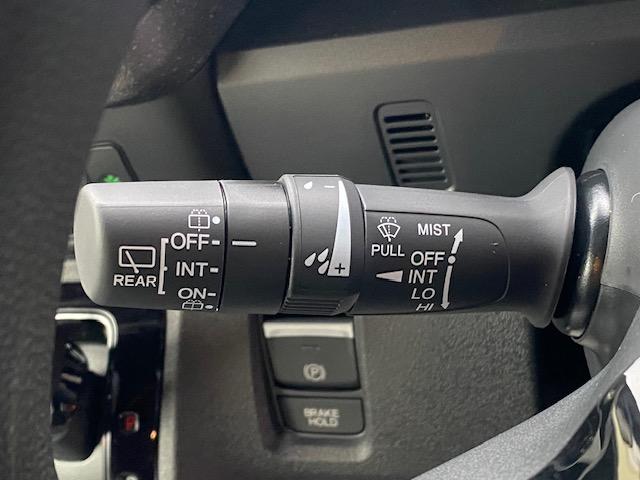 REAR
OFF
INT
ON
−
+
PULL
MIST
OFF
INT
LO
HI
P
BRAKE
HOLD